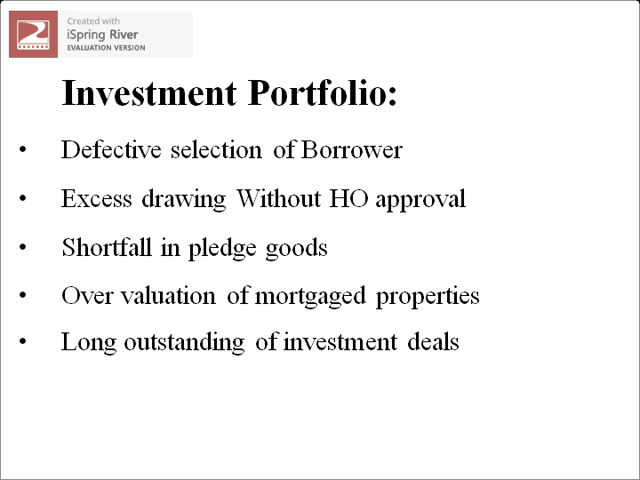 Created with
iSpring River
EVALUATION VERSION
Investment Portfolio:
• Defective selection of Borrower
• Excess drawing Without HO approval
• Shortfall in pledge goods
• Over valuation of mortgaged properties
• Long outstanding of investment deals